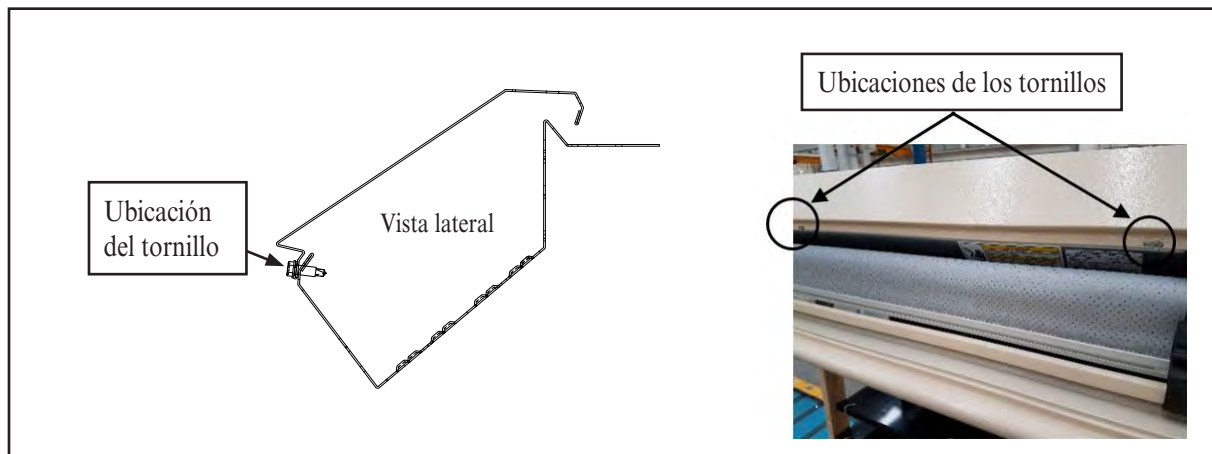 Ubicaciones de los tornillos
Ubicación
del tornillo
Vista lateral